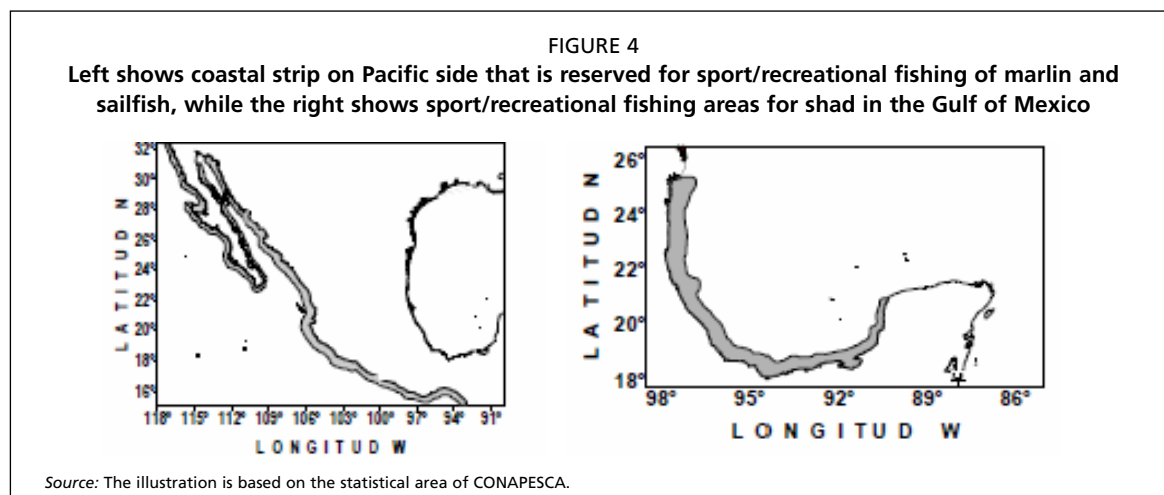 FIGURE 4
Left shows coastal strip on Pacific side that is reserved for sport/recreational fishing of marlin and
sailfish, while the right shows sport/recreational fishing areas for shad in the Gulf of Mexico
32°
30°
28°
26°
24°
22°
20°
18°
16°
LATITUD N
118° 115° 112° 109° 106° 103° 100° 97° 94° 91°
LONGITUD W
26°
24°
22°
20°
18°
LATITUD N
98° 95° 92° 89° 86°
LONGITUD W
Source: The illustration is based on the statistical area of CONAPESCA.